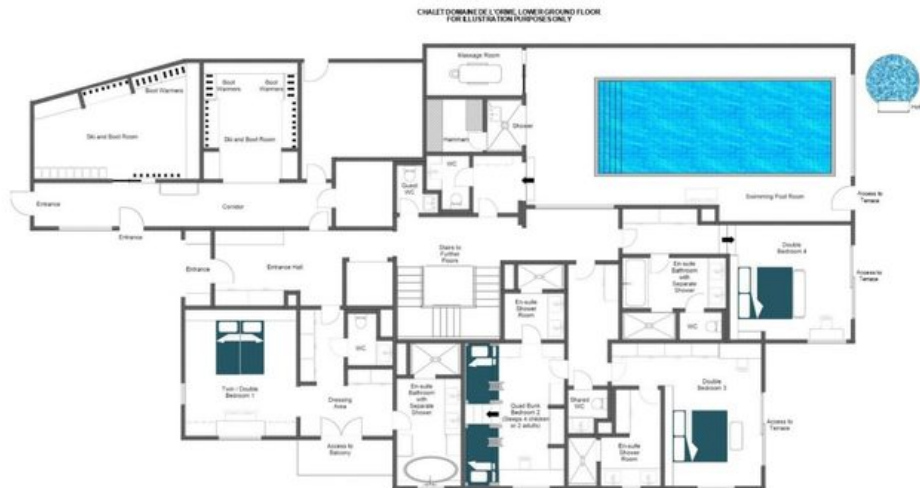 CHALET DOMAINE DE L'ORME, LOWER GROUND FLOOR
FOR ILLUSTRATION PURPOSES ONLY
Massage Room
Boot Warmers
Boot
Warmers
Boot
Warmers
Ski and Boot Room
Ski and Boot Room
Hammam
Shower
Hot
WC
Guest
WC
Swimming Pool Room
Access to
Terrace
Entrance
Corridor
Entrance
Entrance
Entrance Hall
Stairs to
Further
Floors
Double
Bedroom 4
En-suite
Bathroom
with
Separate
Shower
Access to
Terrace
WC
En-suite
Shower
Room
WC
Twin / Double
Bedroom 1
Dressing
Area
Access to
Balcony
En-suite
Bathroom
with
Separate
Shower
Quad Bunk
Bedroom 2
(Sleeps 4 children
or 2 adults)
Shared
WC
En-suite
Shower
Room
Double
Bedroom 3
Access to
Terrace